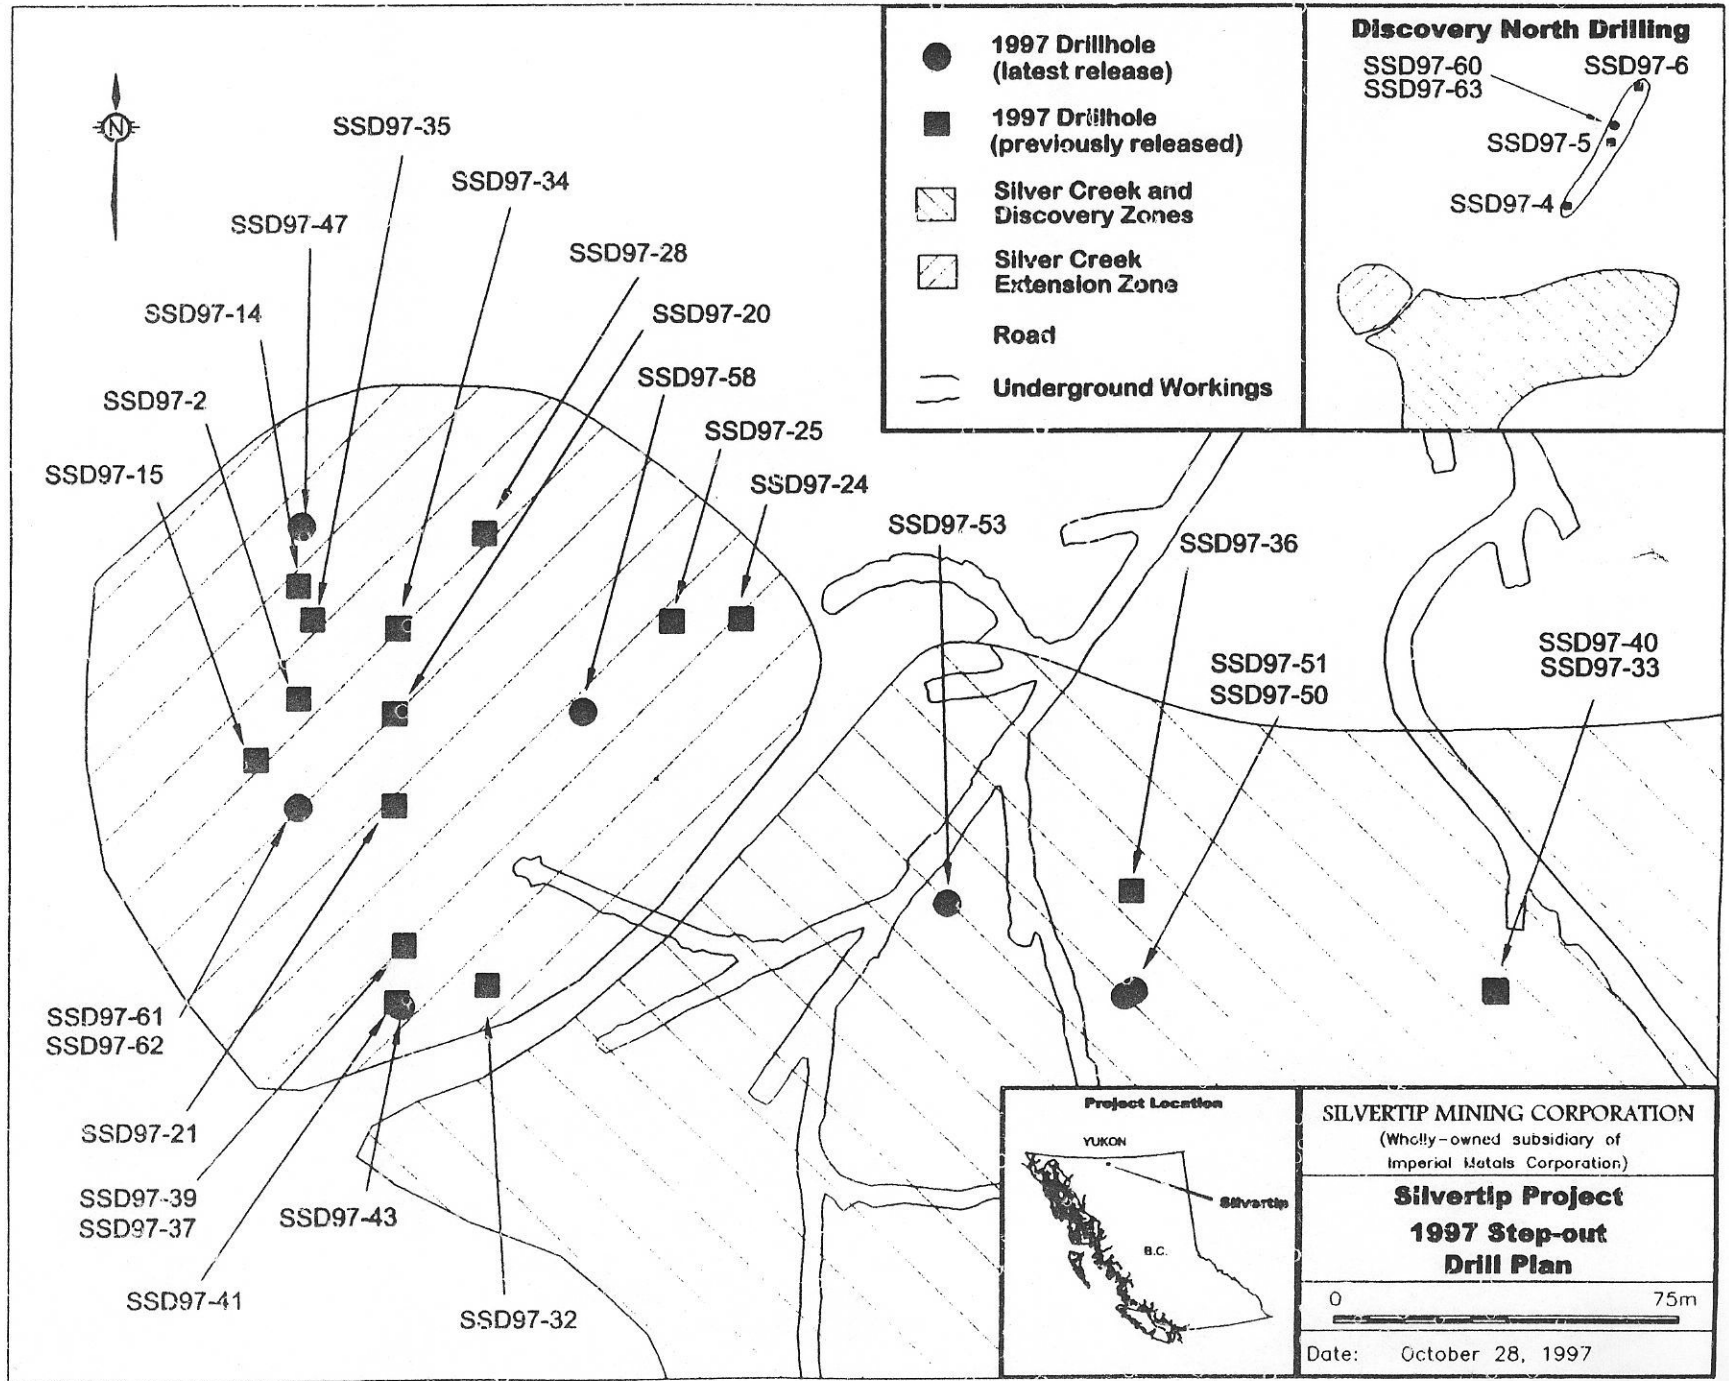 1997 Drillhole
(latest release)
1997 Drillhole
(previously released)
Silver Creek and
Discovery Zones
Silver Creek
Extension Zone
Road
Underground Workings
Discovery North Drilling
SSD97-60
SSD97-63
SSD97-6
SSD97-5
SSD97-4
N
SSD97-35
SSD97-34
SSD97-47
SSD97-28
SSD97-14
SSD97-20
SSD97-58
SSD97-2
SSD97-25
SSD97-15
SSD97-24
SSD97-53
SSD97-36
SSD97-51
SSD97-50
SSD97-40
SSD97-33
SSD97-61
SSD97-62
SSD97-21
SSD97-39
SSD97-37
SSD97-43
SSD97-41
SSD97-32
Project Location
YUKON
Silvertip
B.C.
SILVERTIP MINING CORPORATION
(Wholly-owned subsidiary of
Imperial Metals Corporation)
Silvertip Project
1997 Step-out
Drill Plan
0 75m
Date: October 28, 1997